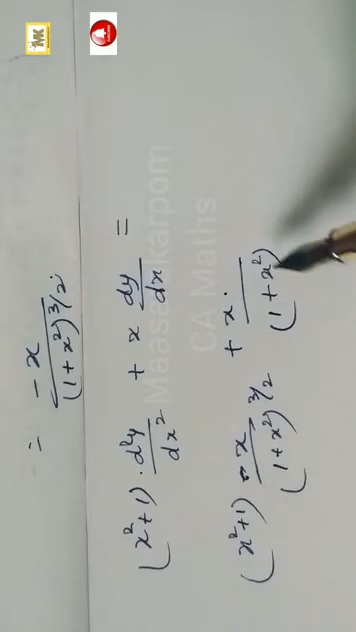 = -x/(1+x²)^3/2 .
(x²+1) · d²y/dx² + x dy/dx =
(x²+1) - x/(1+x²)^3/2 + x · /(1+x²)
Maasa karpom
CA Maths
MK